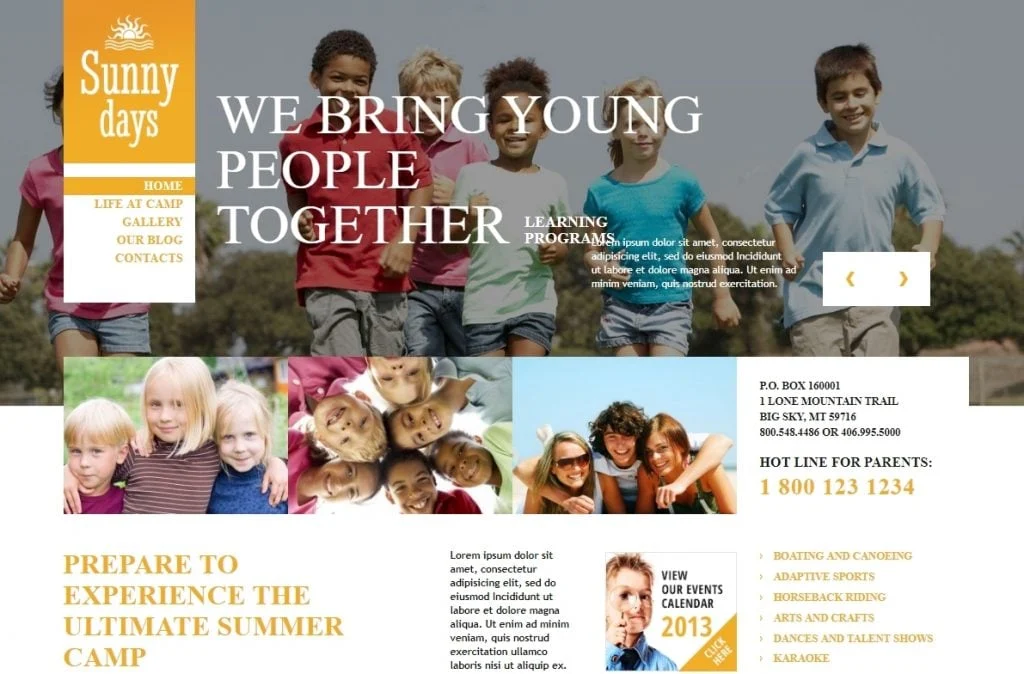 Sunny
days
HOME
LIFE AT CAMP
GALLERY
OUR BLOG
CONTACTS
WE BRING YOUNG
PEOPLE
TOGETHER
LEARNING
PROGRAMS
Lorem ipsum dolor sit amet, consectetur
adipisicing elit, sed do eiusmod Incididunt
ut labore et dolore magna aliqua. Ut enim ad
minim veniam, quis nostrud exercitation.
P.O. BOX 160001
1 LONE MOUNTAIN TRAIL
BIG SKY, MT 59716
800.548.4486 OR 406.995.5000
HOT LINE FOR PARENTS:
1 800 123 1234
PREPARE TO
EXPERIENCE THE
ULTIMATE SUMMER
CAMP
Lorem ipsum dolor sit
amet, consectetur
adipisicing elit, sed do
eiusmod Incididunt ut
labore et dolore magna
aliqua. Ut enim ad minim
veniam, quis nostrud
exercitation ullamco
laboris nisi ut aliquip ex.
VIEW
OUR EVENTS
CALENDAR
2013
CLICK
HERE
› BOATING AND CANOEING
› ADAPTIVE SPORTS
› HORSEBACK RIDING
› ARTS AND CRAFTS
› DANCES AND TALENT SHOWS
› KARAOKE